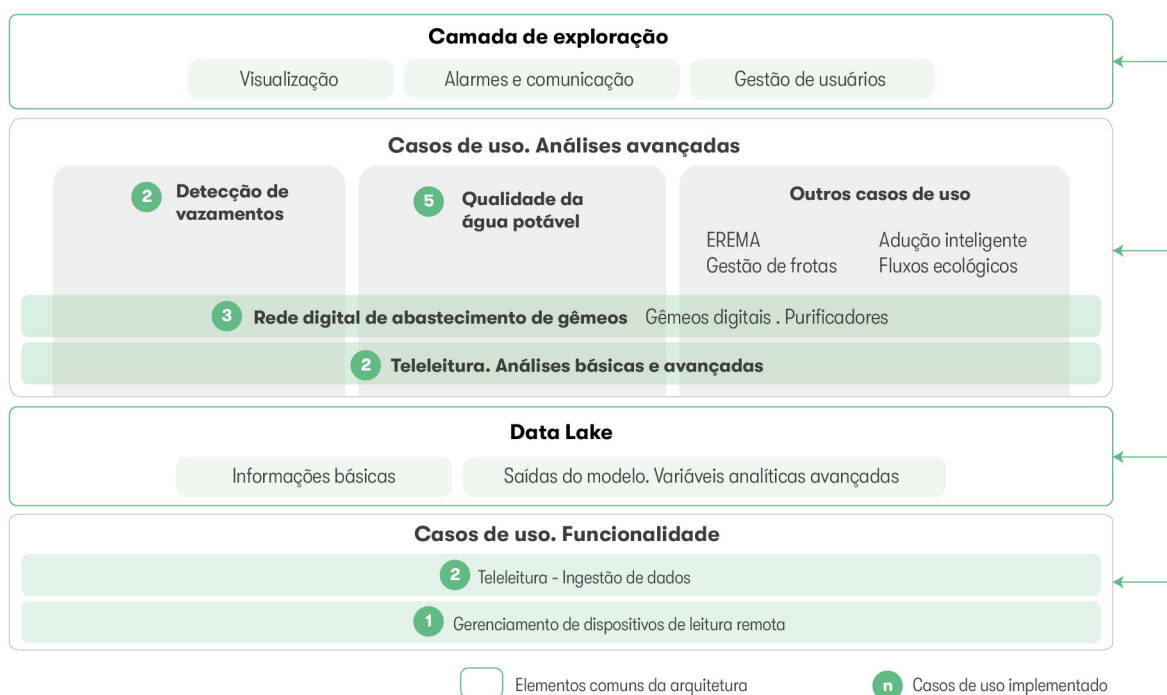 Camada de exploração
Visualização
Alarmes e comunicação
Gestão de usuários
Casos de uso. Análises avançadas
2
Detecção de
vazamentos
5
Qualidade da
água potável
Outros casos de uso
EREMA
Adução inteligente
Gestão de frotas
Fluxos ecológicos
3 Rede digital de abastecimento de gêmeos Gêmeos digitais . Purificadores
2 Teleleitura. Análises básicas e avançadas
Data Lake
Informações básicas
Saídas do modelo. Variáveis analíticas avançadas
Casos de uso. Funcionalidade
2 Teleleitura - Ingestão de dados
1 Gerenciamento de dispositivos de leitura remota
Elementos comuns da arquitetura
n Casos de uso implementado